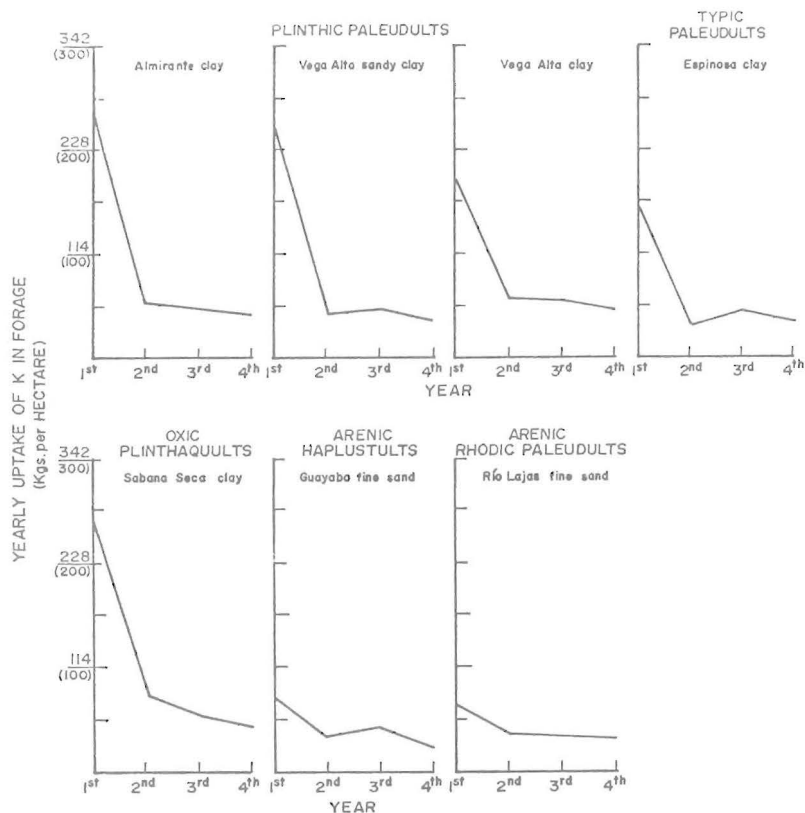 PLINTHIC PALEUDULTS
TYPIC
PALEUDULTS
Almirante clay
Vega Alto sandy clay
Vega Alta clay
Espinosa clay
342
(300)
228
(200)
114
(100)
1st 2nd 3rd 4th
1st 2nd 3rd 4th
1st 2nd 3rd 4th
1st 2nd 3rd 4th
YEAR
YEARLY UPTAKE OF K IN FORAGE
(Kgs. per HECTARE)
OXIC
PLINTHAQUULTS
ARENIC
HAPLUSTULTS
ARENIC
RHODIC PALEUDULTS
Sabana Seca clay
Guayabo fine sand
Río Lajas fine sand
342
(300)
228
(200)
114
(100)
1st 2nd 3rd 4th
1st 2nd 3rd 4th
1st 2nd 3rd 4th
YEAR